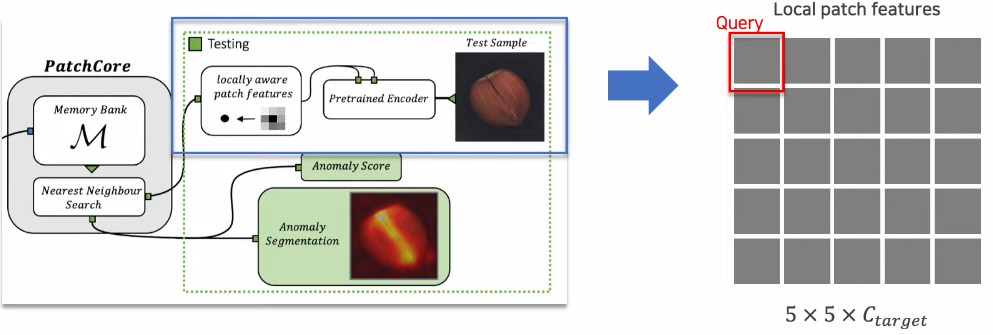 PatchCore
Memory Bank
ℳ
Nearest Neighbour
Search
Testing
locally aware
patch features
Pretrained Encoder
Test Sample
Anomaly Score
Anomaly
Segmentation
Local patch features
Query
5 × 5 × C_target